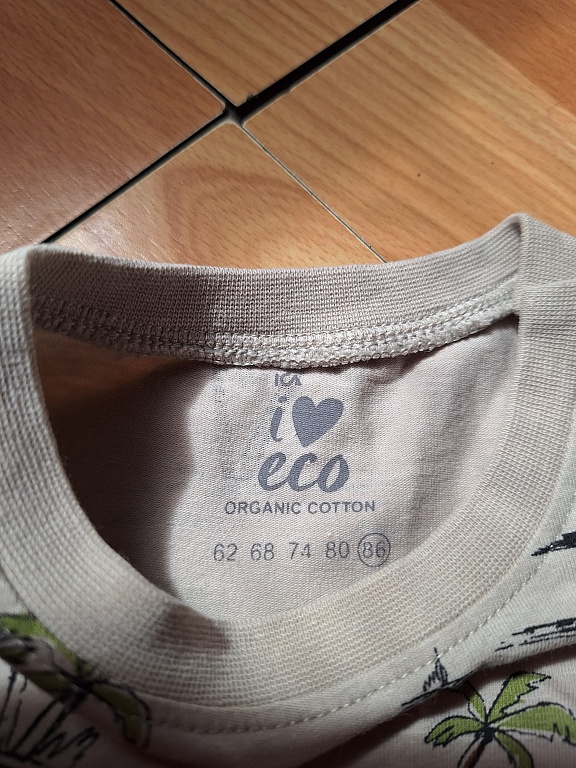 i♥
eco
ORGANIC COTTON
62 68 74 80 86